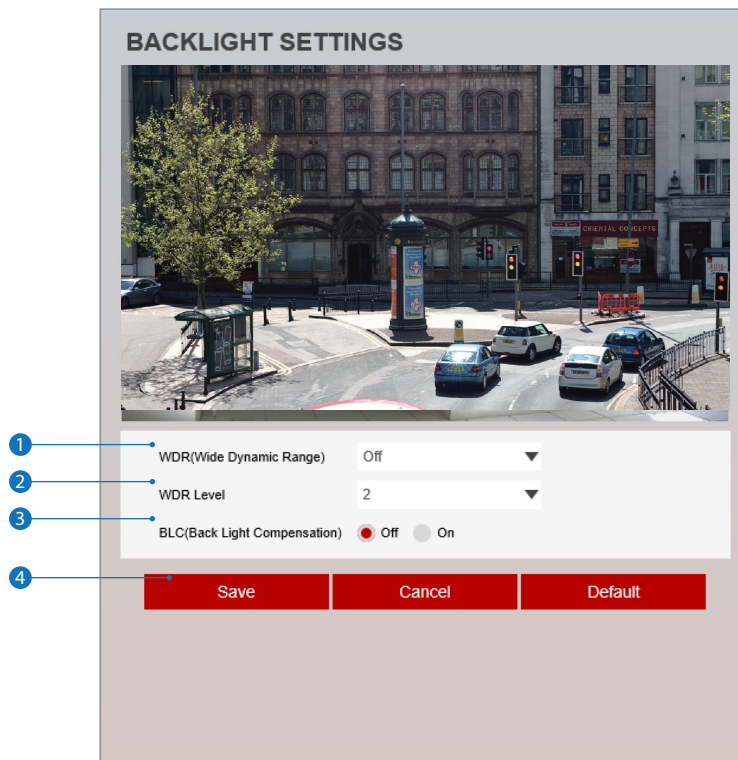 BACKLIGHT SETTINGS
ORIENTAL CONCEPTS
1 WDR(Wide Dynamic Range) Off
2 WDR Level 2
3 BLC(Back Light Compensation) Off On
4 Save Cancel Default